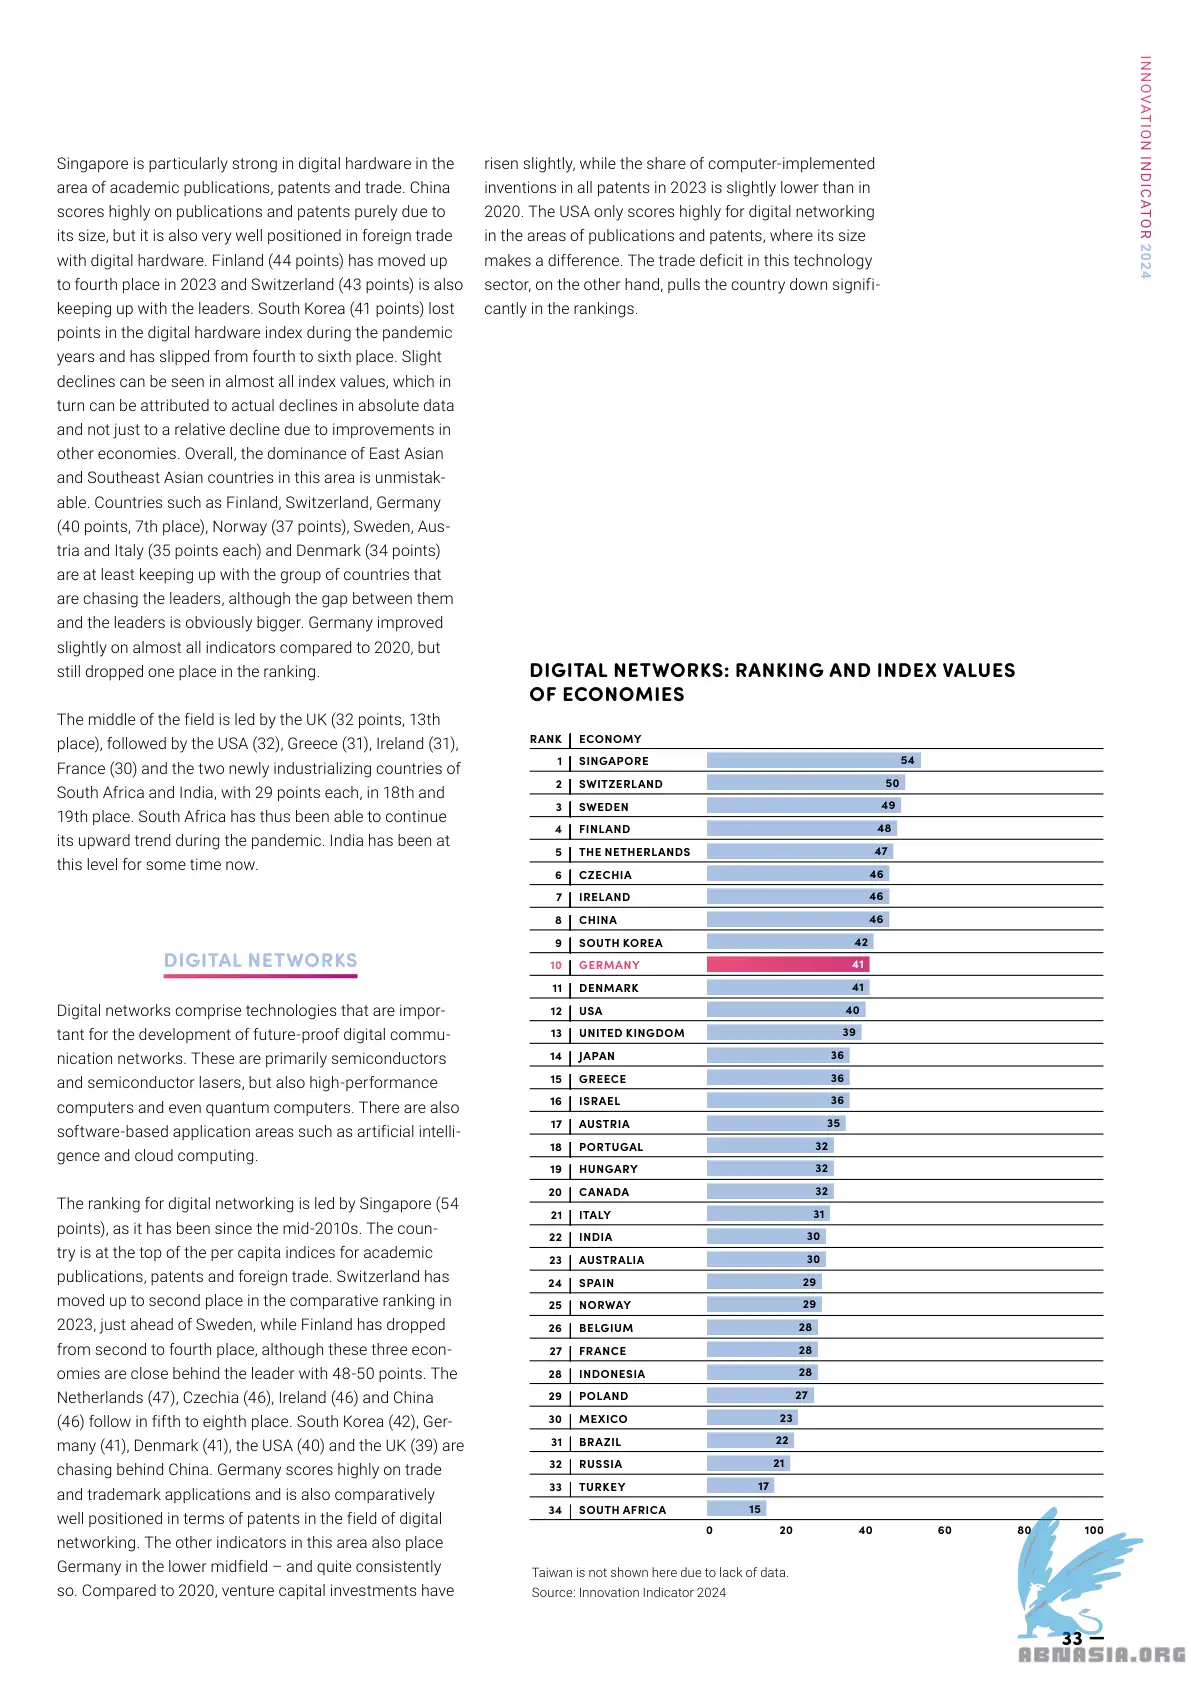 INNOVATION INDICATOR 2024
Singapore is particularly strong in digital hardware in the
area of academic publications, patents and trade. China
scores highly on publications and patents purely due to
its size, but it is also very well positioned in foreign trade
with digital hardware. Finland (44 points) has moved up
to fourth place in 2023 and Switzerland (43 points) is also
keeping up with the leaders. South Korea (41 points) lost
points in the digital hardware index during the pandemic
years and has slipped from fourth to sixth place. Slight
declines can be seen in almost all index values, which in
turn can be attributed to actual declines in absolute data
and not just to a relative decline due to improvements in
other economies. Overall, the dominance of East Asian
and Southeast Asian countries in this area is unmistak-
able. Countries such as Finland, Switzerland, Germany
(40 points, 7th place), Norway (37 points), Sweden, Aus-
tria and Italy (35 points each) and Denmark (34 points)
are at least keeping up with the group of countries that
are chasing the leaders, although the gap between them
and the leaders is obviously bigger. Germany improved
slightly on almost all indicators compared to 2020, but
still dropped one place in the ranking.
The middle of the field is led by the UK (32 points, 13th
place), followed by the USA (32), Greece (31), Ireland (31),
France (30) and the two newly industrializing countries of
South Africa and India, with 29 points each, in 18th and
19th place. South Africa has thus been able to continue
its upward trend during the pandemic. India has been at
this level for some time now.
DIGITAL NETWORKS
Digital networks comprise technologies that are impor-
tant for the development of future-proof digital commu-
nication networks. These are primarily semiconductors
and semiconductor lasers, but also high-performance
computers and even quantum computers. There are also
software-based application areas such as artificial intelli-
gence and cloud computing.
The ranking for digital networking is led by Singapore (54
points), as it has been since the mid-2010s. The coun-
try is at the top of the per capita indices for academic
publications, patents and foreign trade. Switzerland has
moved up to second place in the comparative ranking in
2023, just ahead of Sweden, while Finland has dropped
from second to fourth place, although these three econ-
omies are close behind the leader with 48-50 points. The
Netherlands (47), Czechia (46), Ireland (46) and China
(46) follow in fifth to eighth place. South Korea (42), Ger-
many (41), Denmark (41), the USA (40) and the UK (39) are
chasing behind China. Germany scores highly on trade
and trademark applications and is also comparatively
well positioned in terms of patents in the field of digital
networking. The other indicators in this area also place
Germany in the lower midfield – and quite consistently
so. Compared to 2020, venture capital investments have
risen slightly, while the share of computer-implemented
inventions in all patents in 2023 is slightly lower than in
2020. The USA only scores highly for digital networking
in the areas of publications and patents, where its size
makes a difference. The trade deficit in this technology
sector, on the other hand, pulls the country down signifi-
cantly in the rankings.
DIGITAL NETWORKS: RANKING AND INDEX VALUES
OF ECONOMIES
RANK | ECONOMY
1 | SINGAPORE 54
2 | SWITZERLAND 50
3 | SWEDEN 49
4 | FINLAND 48
5 | THE NETHERLANDS 47
6 | CZECHIA 46
7 | IRELAND 46
8 | CHINA 46
9 | SOUTH KOREA 42
10 | GERMANY 41
11 | DENMARK 41
12 | USA 40
13 | UNITED KINGDOM 39
14 | JAPAN 36
15 | GREECE 36
16 | ISRAEL 36
17 | AUSTRIA 35
18 | PORTUGAL 32
19 | HUNGARY 32
20 | CANADA 32
21 | ITALY 31
22 | INDIA 30
23 | AUSTRALIA 30
24 | SPAIN 29
25 | NORWAY 29
26 | BELGIUM 28
27 | FRANCE 28
28 | INDONESIA 28
29 | POLAND 27
30 | MEXICO 23
31 | BRAZIL 22
32 | RUSSIA 21
33 | TURKEY 17
34 | SOUTH AFRICA 15
0 20 40 60 80 100
Taiwan is not shown here due to lack of data.
Source: Innovation Indicator 2024
33 —
ABNASIA.ORG